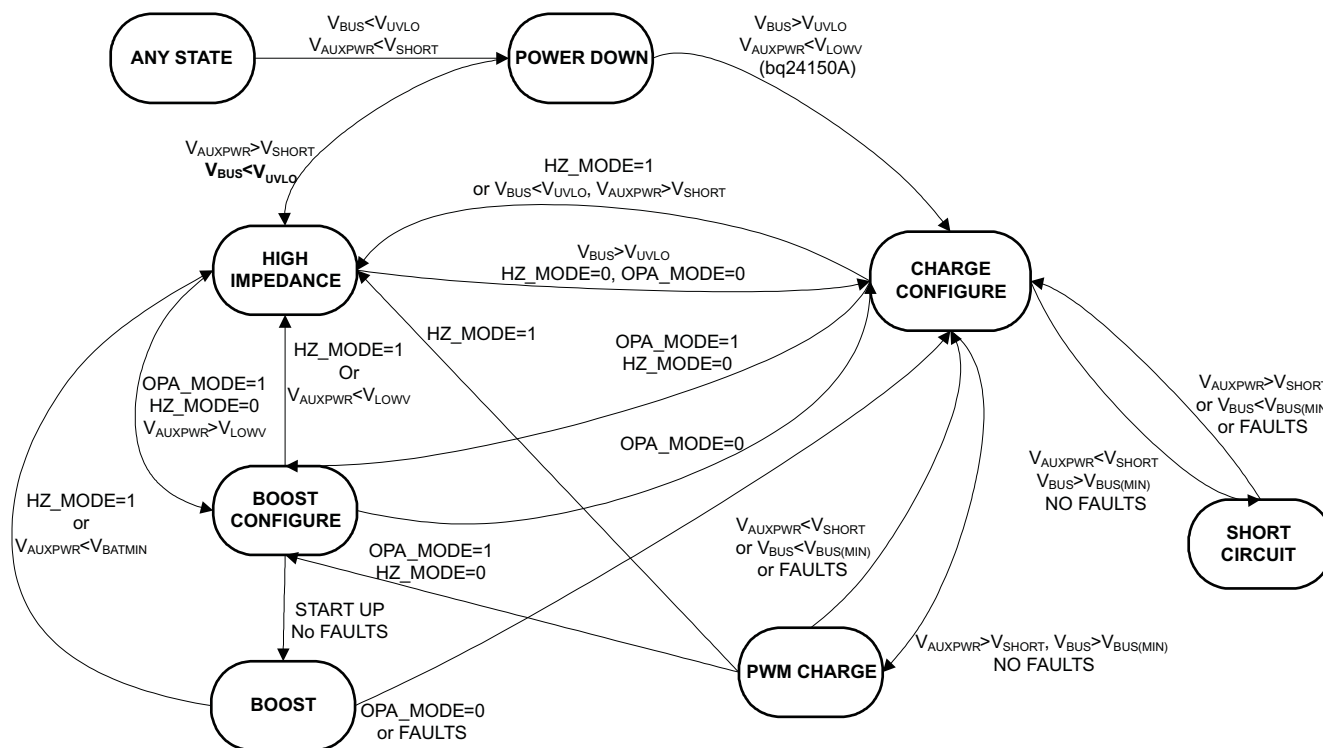 V_BUS<V_UVLO
V_AUXPWR<V_SHORT
V_BUS>V_UVLO
V_AUXPWR<V_LOWV
(bq24150A)
ANY STATE
POWER DOWN
V_AUXPWR>V_SHORT
V_BUS<V_UVLO
HZ_MODE=1
or V_BUS<V_UVLO, V_AUXPWR>V_SHORT
HIGH
IMPEDANCE
V_BUS>V_UVLO
HZ_MODE=0, OPA_MODE=0
CHARGE
CONFIGURE
HZ_MODE=1
Or
V_AUXPWR<V_LOWV
HZ_MODE=1
OPA_MODE=1
HZ_MODE=0
OPA_MODE=1
HZ_MODE=0
V_AUXPWR>V_LOWV
V_AUXPWR>V_SHORT
or V_BUS<V_BUS(MIN)
or FAULTS
OPA_MODE=0
V_AUXPWR<V_SHORT
V_BUS>V_BUS(MIN)
NO FAULTS
HZ_MODE=1
or
V_AUXPWR<V_BATMIN
BOOST
CONFIGURE
SHORT
CIRCUIT
OPA_MODE=1
HZ_MODE=0
V_AUXPWR<V_SHORT
or V_BUS<V_BUS(MIN)
or FAULTS
START UP
No FAULTS
V_AUXPWR>V_SHORT, V_BUS>V_BUS(MIN)
NO FAULTS
PWM CHARGE
BOOST
OPA_MODE=0
or FAULTS